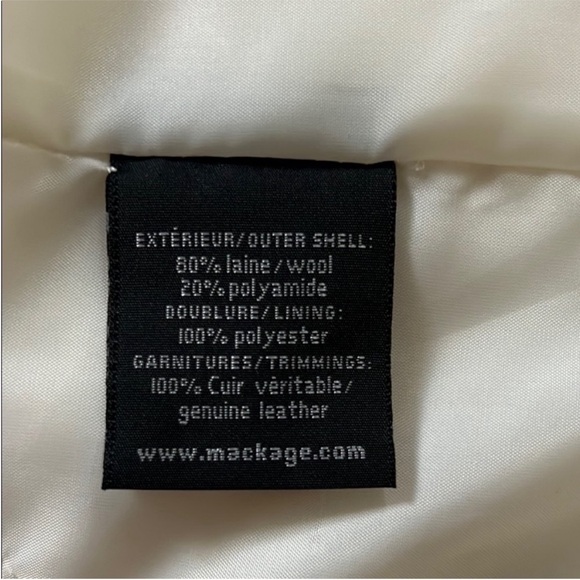 EXTÉRIEUR/OUTER SHELL:
80% laine/wool
20% polyamide
DOUBLURE/LINING:
100% polyester
GARNITURES/TRIMMINGS:
100% Cuir véritable/
genuine leather
www.mackage.com